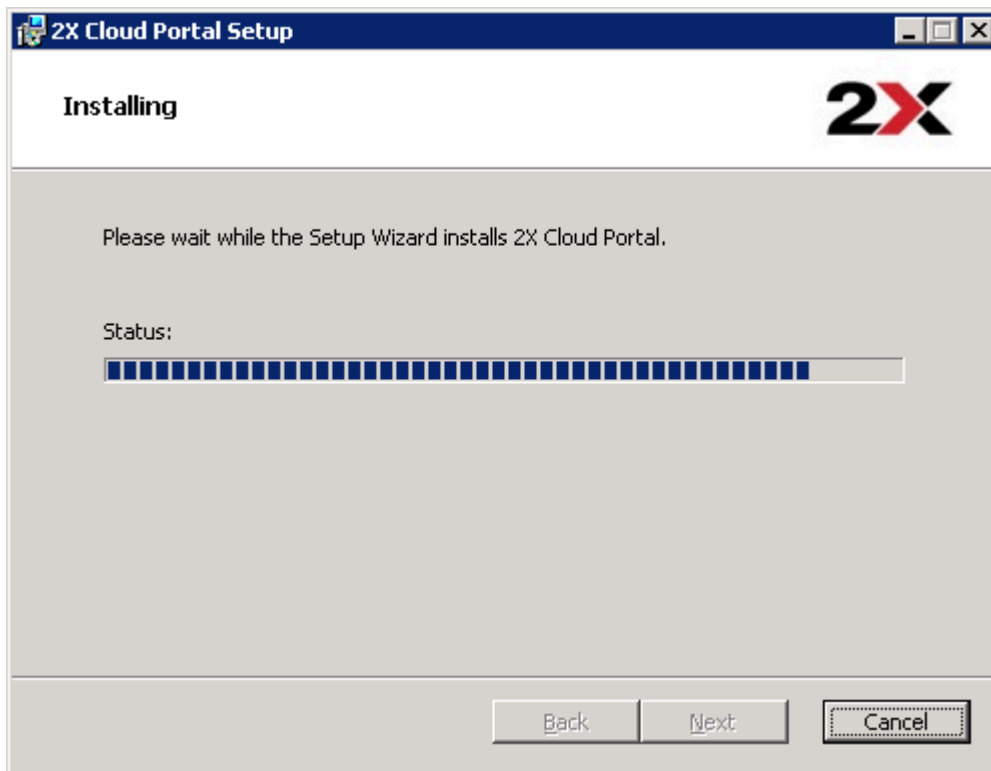 2X Cloud Portal Setup
Installing
2X
Please wait while the Setup Wizard installs 2X Cloud Portal.
Status:
Back Next Cancel